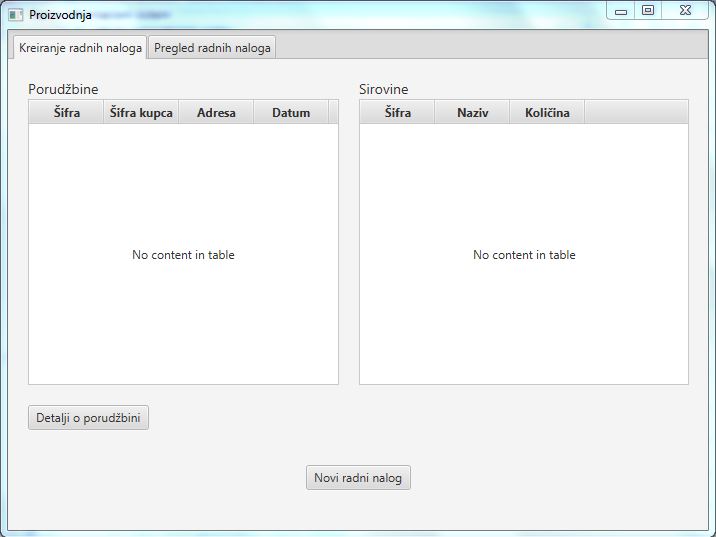 Proizvodnja
Kreiranje radnih naloga Pregled radnih naloga
Porudžbine Sirovine
Šifra Šifra kupca Adresa Datum Šifra Naziv Količina
No content in table No content in table
Detalji o porudžbini
Novi radni nalog